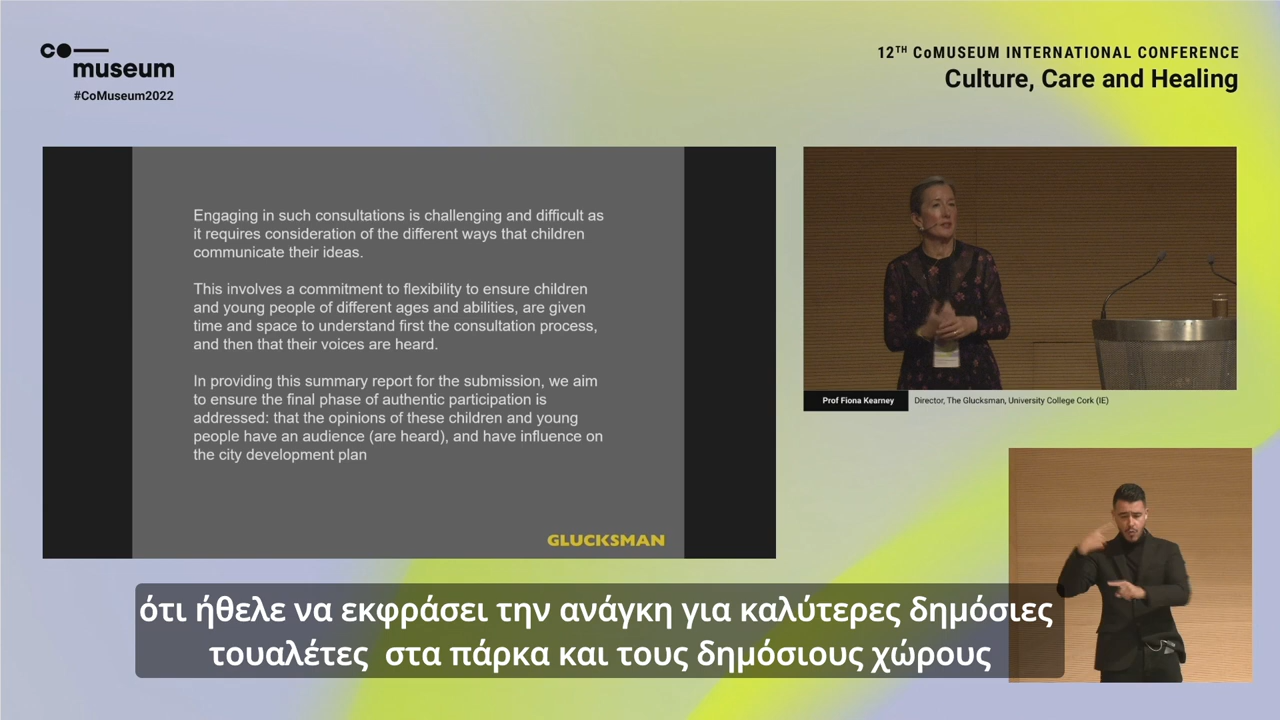 co
museum
#CoMuseum2022
12TH CoMUSEUM INTERNATIONAL CONFERENCE
Culture, Care and Healing
Engaging in such consultations is challenging and difficult as
it requires consideration of the different ways that children
communicate their ideas.
This involves a commitment to flexibility to ensure children
and young people of different ages and abilities, are given
time and space to understand first the consultation process,
and then that their voices are heard.
In providing this summary report for the submission, we aim
to ensure the final phase of authentic participation is
addressed: that the opinions of these children and young
people have an audience (are heard), and have influence on
the city development plan
GLUCKSMAN
Prof Fiona Kearney
Director, The Glucksman, University College Cork (IE)
ότι ήθελε να εκφράσει την ανάγκη για καλύτερες δημόσιες
τουαλέτες στα πάρκα και τους δημόσιους χώρους